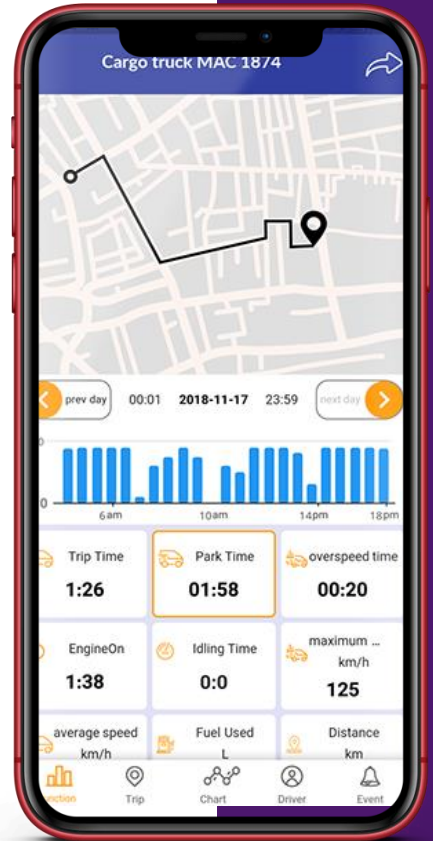 Cargo truck MAC 1874
prev day 00:01 2018-11-17 23:59 next day
0
0
6am 10am 14pm 18pm
Trip Time
1:26
Park Time
01:58
overspeed time
00:20
EngineOn
1:38
Idling Time
0:0
maximum ...
km/h
125
average speed
km/h
Fuel Used
L
Distance
km
nction Trip Chart Driver Event